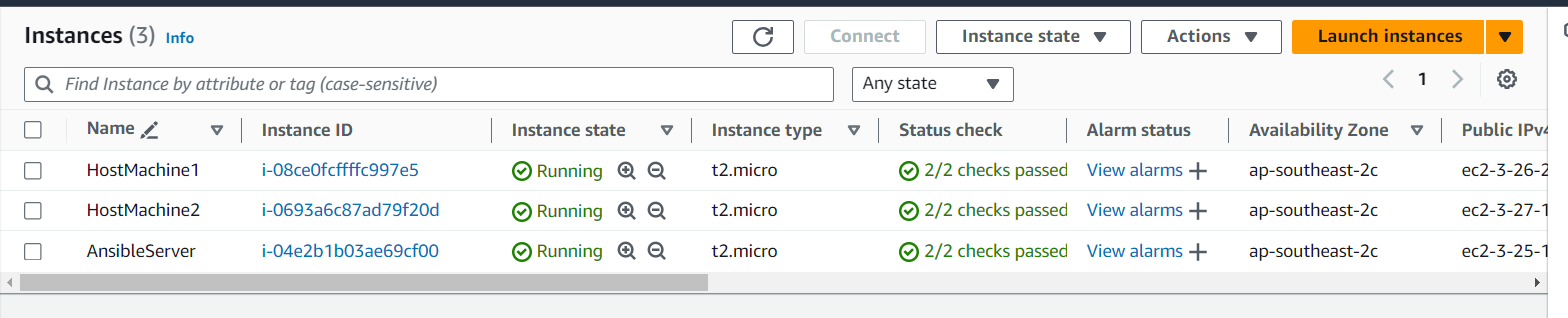 Instances (3) Info
Connect
Instance state
Actions
Launch instances
Find Instance by attribute or tag (case-sensitive)
Any state
1
Name Instance ID Instance state Instance type Status check Alarm status Availability Zone Public IPv4
HostMachine1 i-08ce0fcffffc997e5 Running t2.micro 2/2 checks passed View alarms + ap-southeast-2c ec2-3-26-2
HostMachine2 i-0693a6c87ad79f20d Running t2.micro 2/2 checks passed View alarms + ap-southeast-2c ec2-3-27-1
AnsibleServer i-04e2b1b03ae69cf00 Running t2.micro 2/2 checks passed View alarms + ap-southeast-2c ec2-3-25-1